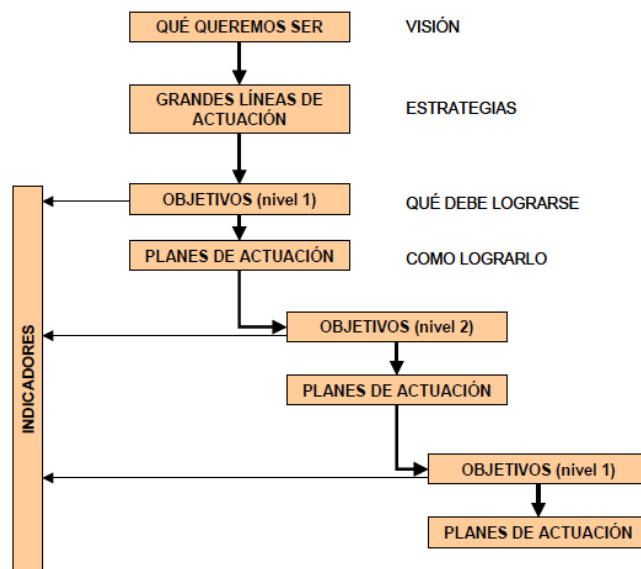 QUÉ QUEREMOS SER
VISIÓN
GRANDES LÍNEAS DE
ACTUACIÓN
ESTRATEGIAS
OBJETIVOS (nivel 1)
QUÉ DEBE LOGRARSE
PLANES DE ACTUACIÓN
COMO LOGRARLO
INDICADORES
OBJETIVOS (nivel 2)
PLANES DE ACTUACIÓN
OBJETIVOS (nivel 1)
PLANES DE ACTUACIÓN